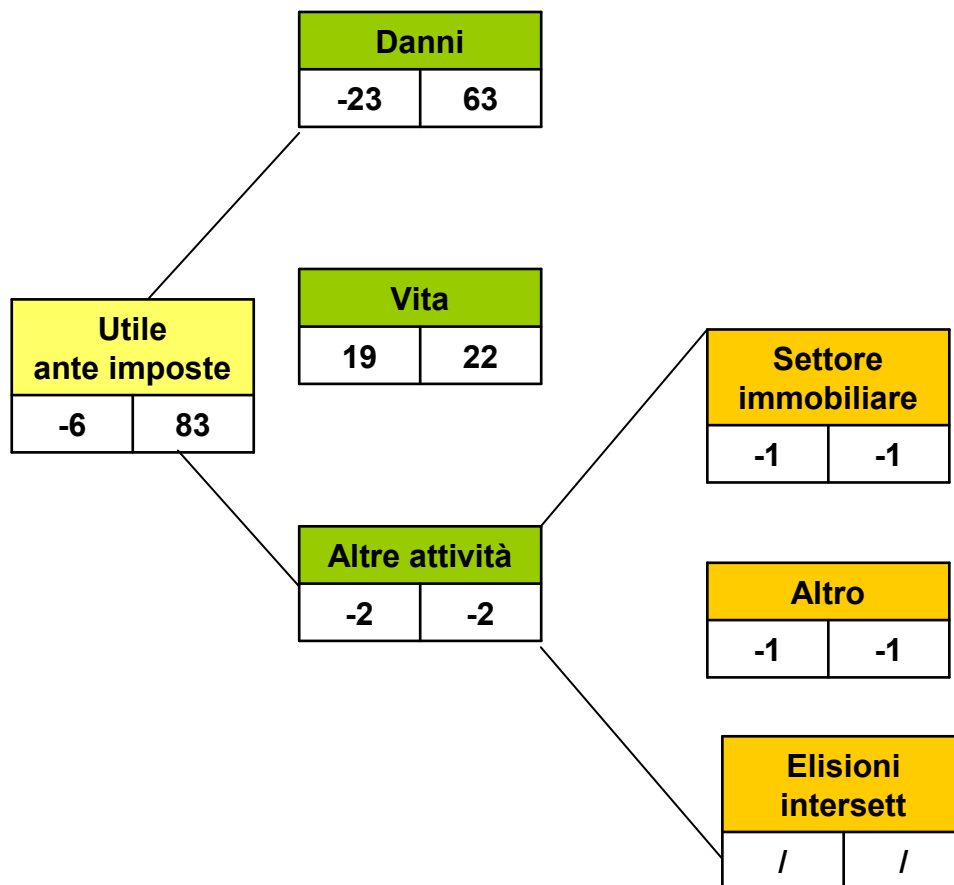 Danni
-23 63
Vita
19 22
Utile
ante imposte
-6 83
Settore
immobiliare
-1 -1
Altre attività
-2 -2
Altro
-1 -1
Elisioni
intersett
/ /